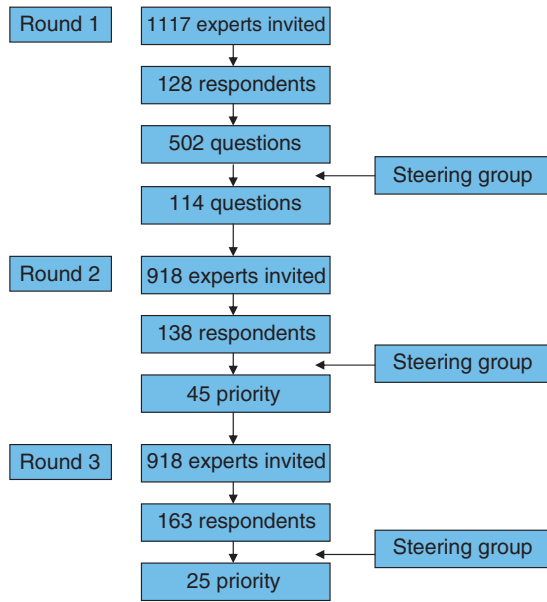 Round 1
1117 experts invited
128 respondents
502 questions
Steering group
114 questions
Round 2
918 experts invited
138 respondents
Steering group
45 priority
Round 3
918 experts invited
163 respondents
Steering group
25 priority